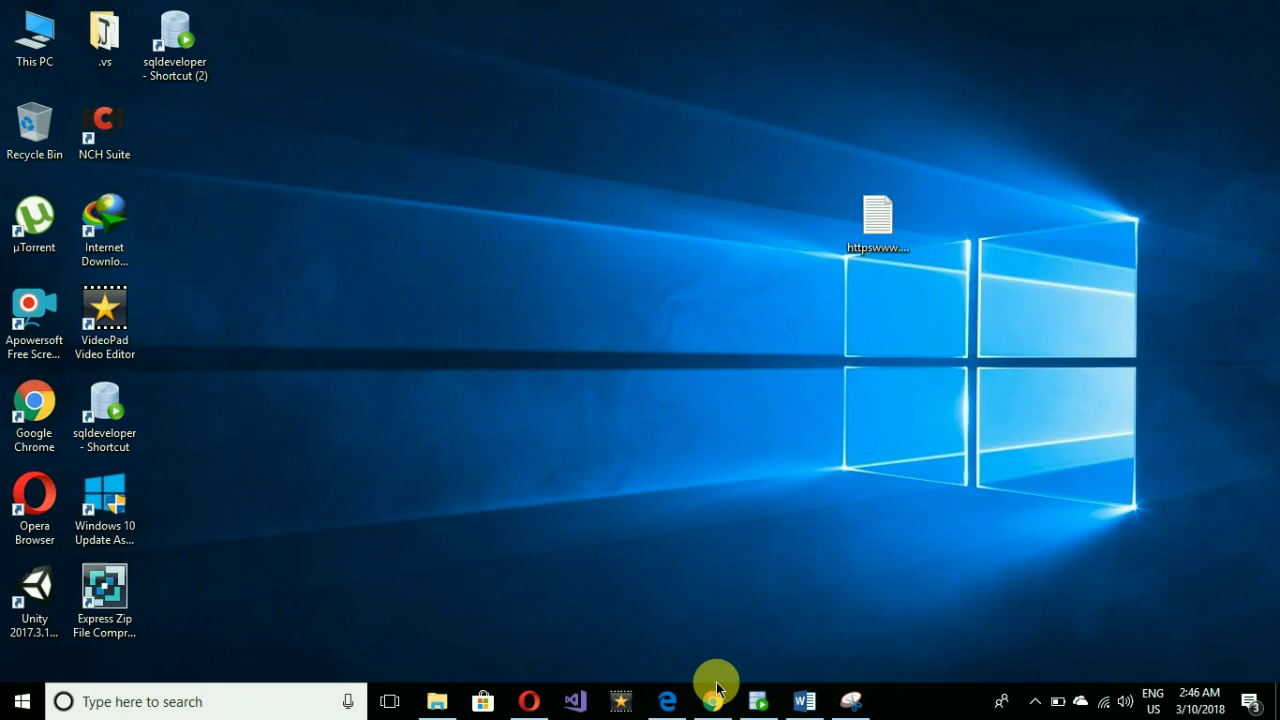 This PC
.vs
sqldeveloper
- Shortcut (2)
Recycle Bin
NCH Suite
µTorrent
Internet
Downlo...
httpswww....
Apowersoft
Free Scre...
VideoPad
Video Editor
Google
Chrome
sqldeveloper
- Shortcut
Opera
Browser
Windows 10
Update As...
Unity
2017.3.1...
Express Zip
File Compr...
Type here to search
ENG
US
2:46 AM
3/10/2018
3